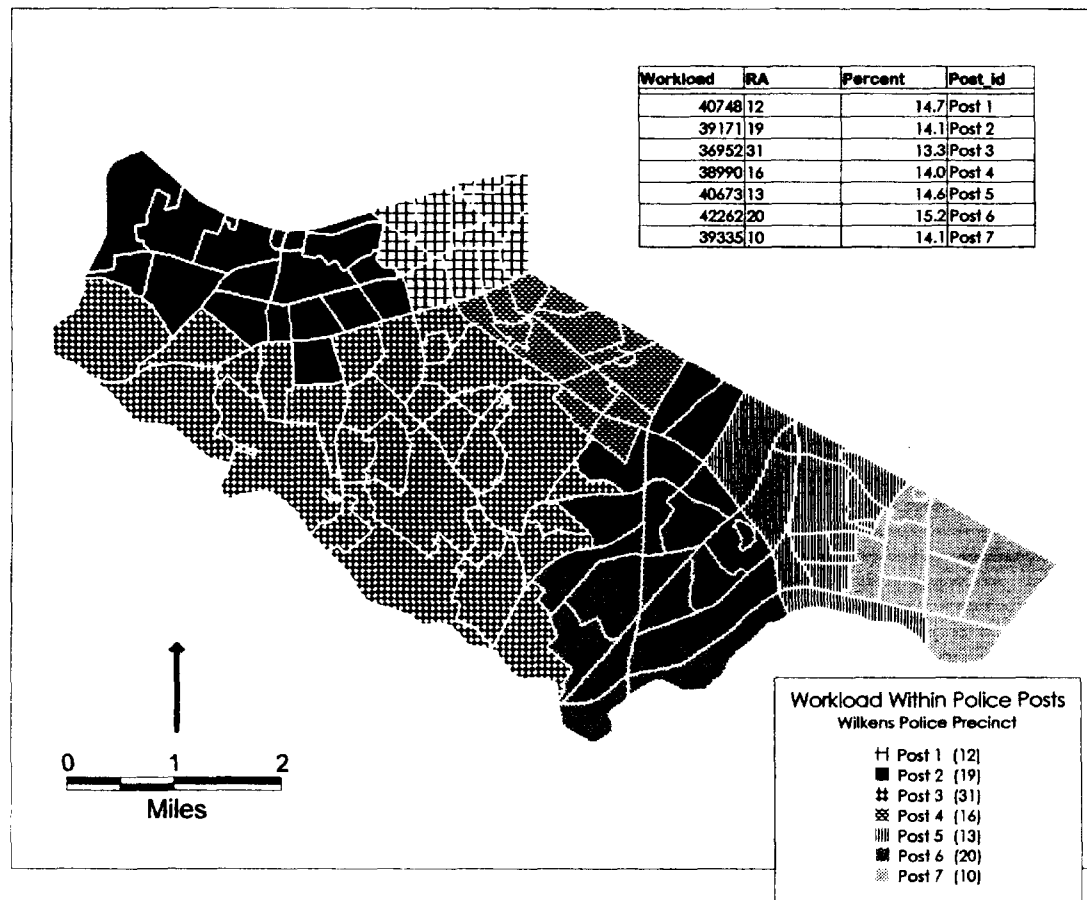 Workload RA Percent Post_id
40748 12 14.7 Post 1
39171 19 14.1 Post 2
36952 31 13.3 Post 3
38990 16 14.0 Post 4
40673 13 14.6 Post 5
42262 20 15.2 Post 6
39335 10 14.1 Post 7
0 1 2
Miles
Workload Within Police Posts
Wilkens Police Precinct
Post 1 (12)
Post 2 (19)
Post 3 (31)
Post 4 (16)
Post 5 (13)
Post 6 (20)
Post 7 (10)